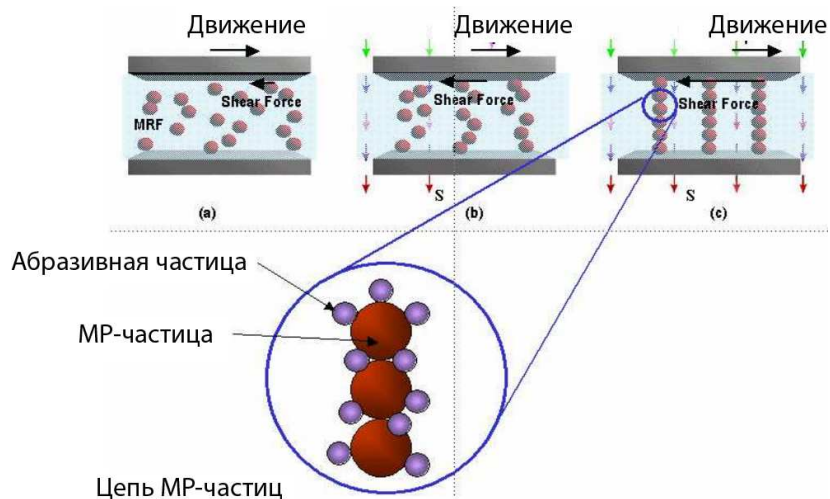 Движение
Движение
Движение
Shear Force
MRF
Shear Force
Shear Force
S
S
(a)
(b)
(c)
Абразивная частица
МР-частица
Цепь МР-частиц